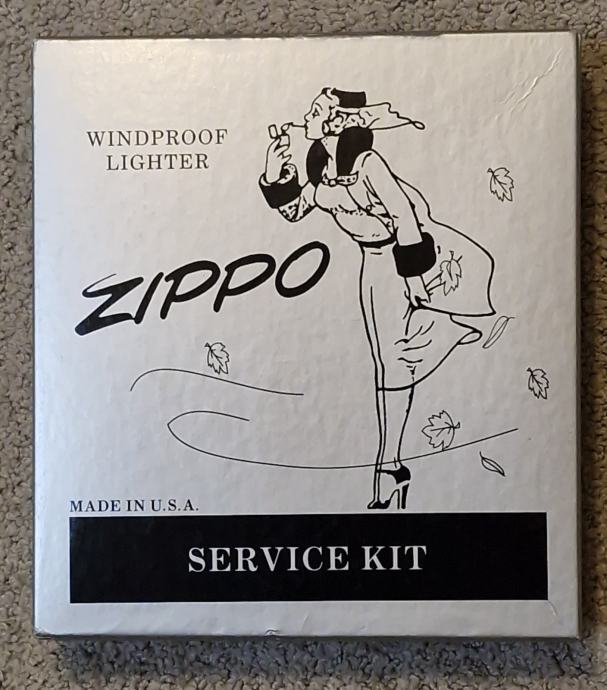 WINDPROOF
LIGHTER
ZIPPO
MADE IN U.S.A.
SERVICE KIT